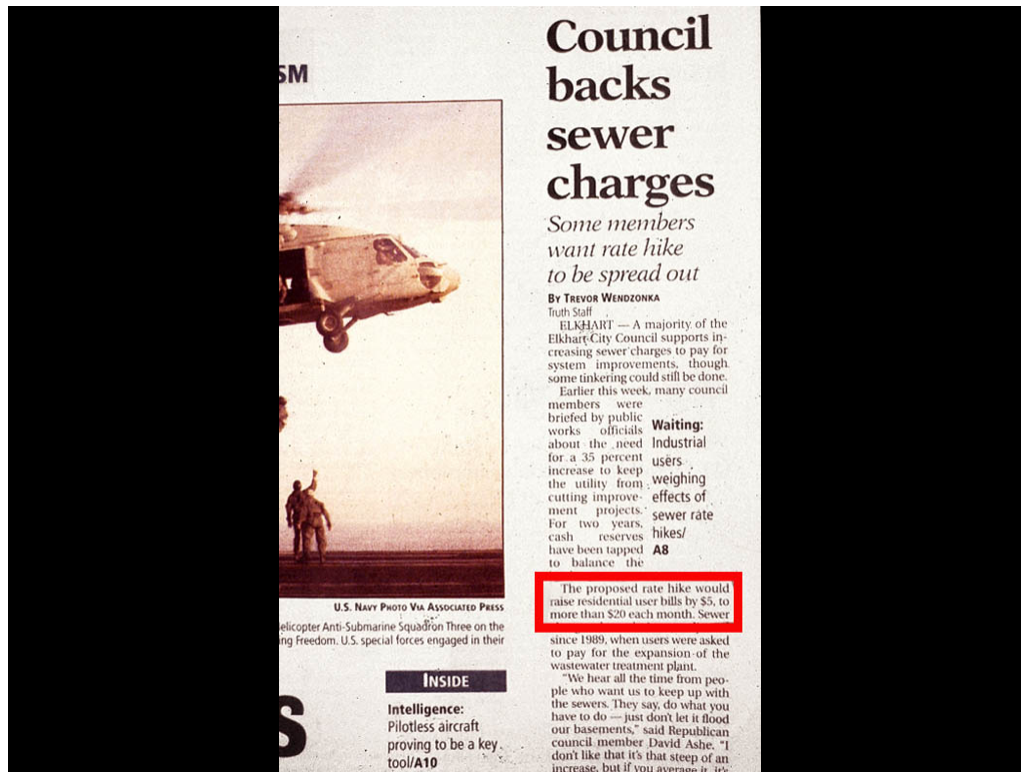 SM
U.S. NAVY PHOTO VIA ASSOCIATED PRESS
elicopter Anti-Submarine Squadron Three on the
ng Freedom. U.S. special forces engaged in their
S
INSIDE
Intelligence:
Pilotless aircraft
proving to be a key
tool/A10
Council
backs
sewer
charges
Some members
want rate hike
to be spread out
BY TREVOR WENDZONKA
Truth Staff
ELKHART — A majority of the
Elkhart City Council supports in-
creasing sewer charges to pay for
system improvements, though
some tinkering could still be done.
Earlier this week, many council
members were
briefed by public
works officials
about the need
for a 35 percent
increase to keep
the utility from
cutting improve-
ment projects.
For two years,
cash reserves
have been tapped
to balance the
Waiting:
Industrial
users
weighing
effects of
sewer rate
hikes/
A8
The proposed rate hike would
raise residential user bills by $5, to
more than $20 each month. Sewer
since 1989, when users were asked
to pay for the expansion of the
wastewater treatment plant.
"We hear all the time from peo-
ple who want us to keep up with
the sewers. They say, do what you
have to do — just don't let it flood
our basements," said Republican
council member David Ashe. "I
don't like that it's that steep of an
increase, but if you average it, it's